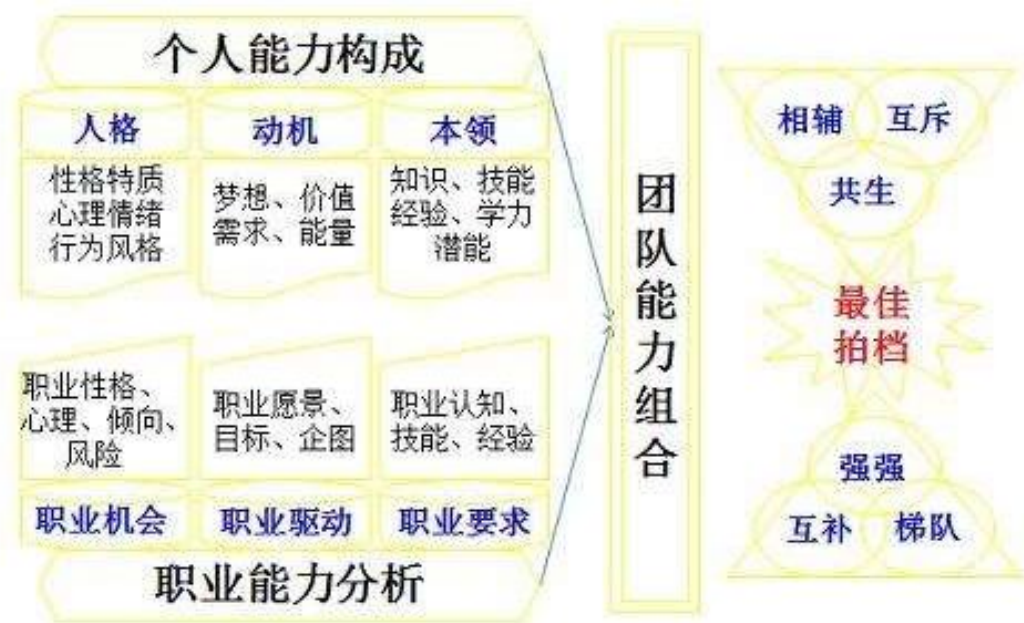 个人能力构成
人格
动机
本领
性格特质
心理情绪
行为风格
梦想、价值
需求、能量
知识、技能
经验、学力
潜能
职业性格、
心理、倾向、
风险
职业愿景、
目标、企图
职业认知、
技能、经验
职业机会
职业驱动
职业要求
职业能力分析
团队能力组合
相辅
互斥
共生
最佳
拍档
强强
互补
梯队